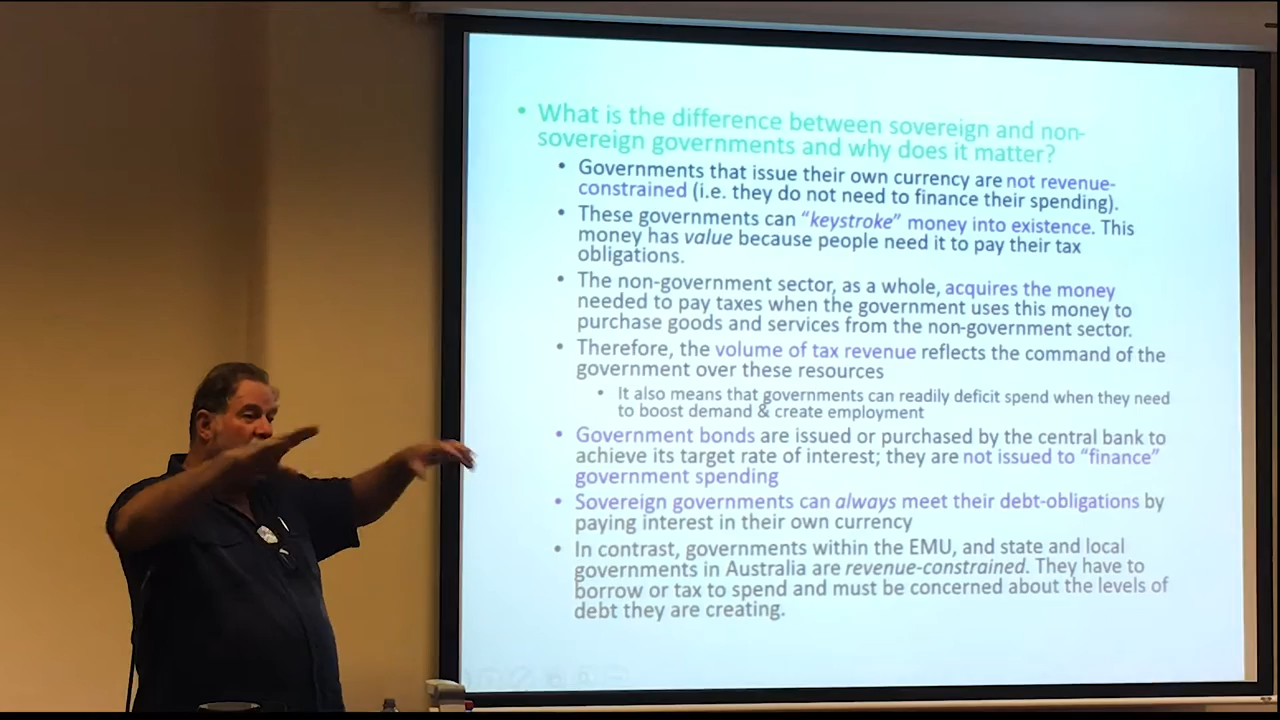 • What is the difference between sovereign and non-
sovereign governments and why does it matter?
• Governments that issue their own currency are not revenue-
constrained (i.e. they do not need to finance their spending).
• These governments can “keystroke” money into existence. This
money has value because people need it to pay their tax
obligations.
• The non-government sector, as a whole, acquires the money
needed to pay taxes when the government uses this money to
purchase goods and services from the non-government sector.
• Therefore, the volume of tax revenue reflects the command of the
government over these resources
• It also means that governments can readily deficit spend when they need
to boost demand & create employment
• Government bonds are issued or purchased by the central bank to
achieve its target rate of interest; they are not issued to “finance”
government spending
• Sovereign governments can always meet their debt-obligations by
paying interest in their own currency
• In contrast, governments within the EMU, and state and local
governments in Australia are revenue-constrained. They have to
borrow or tax to spend and must be concerned about the levels of
debt they are creating.